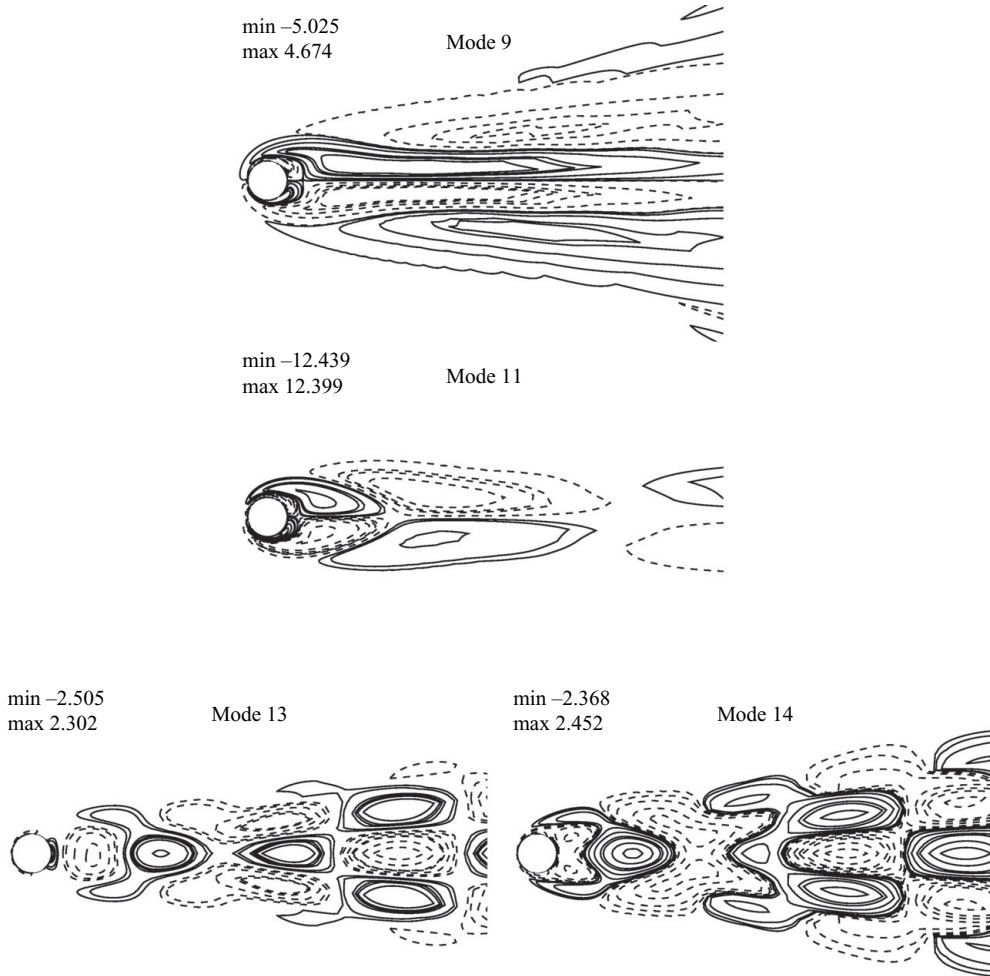 min –5.025
max 4.674
Mode 9
min –12.439
max 12.399
Mode 11
min –2.505
max 2.302
Mode 13
min –2.368
max 2.452
Mode 14